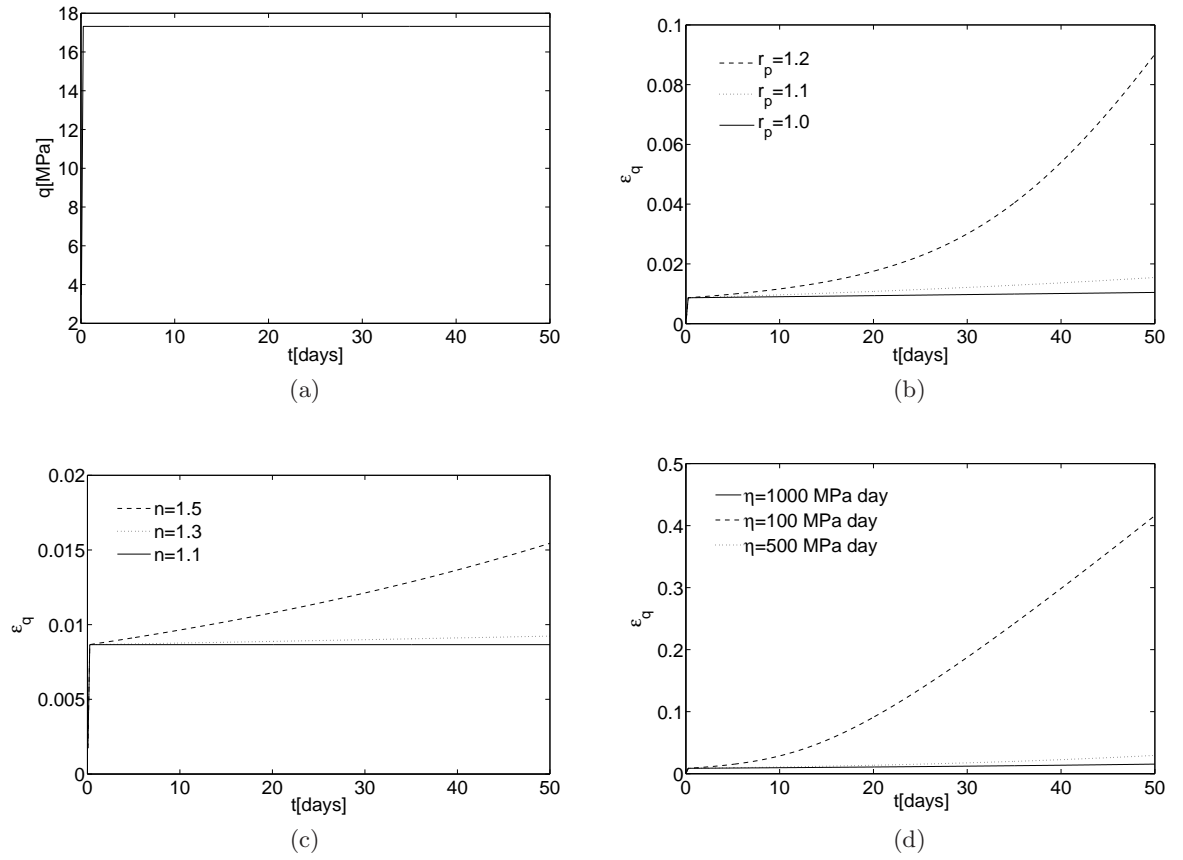 18
16
14
12
10
8
6
4
2
q[MPa]
0 10 20 30 40 50
t[days]
(a)
0.1
0.08
0.06
0.04
0.02
0
ε_q
r_p=1.2
r_p=1.1
r_p=1.0
0 10 20 30 40 50
t[days]
(b)
0.02
0.015
0.01
0.005
0
ε_q
n=1.5
n=1.3
n=1.1
0 10 20 30 40 50
t[days]
(c)
0.5
0.4
0.3
0.2
0.1
0
ε_q
η=1000 MPa day
η=100 MPa day
η=500 MPa day
0 10 20 30 40 50
t[days]
(d)